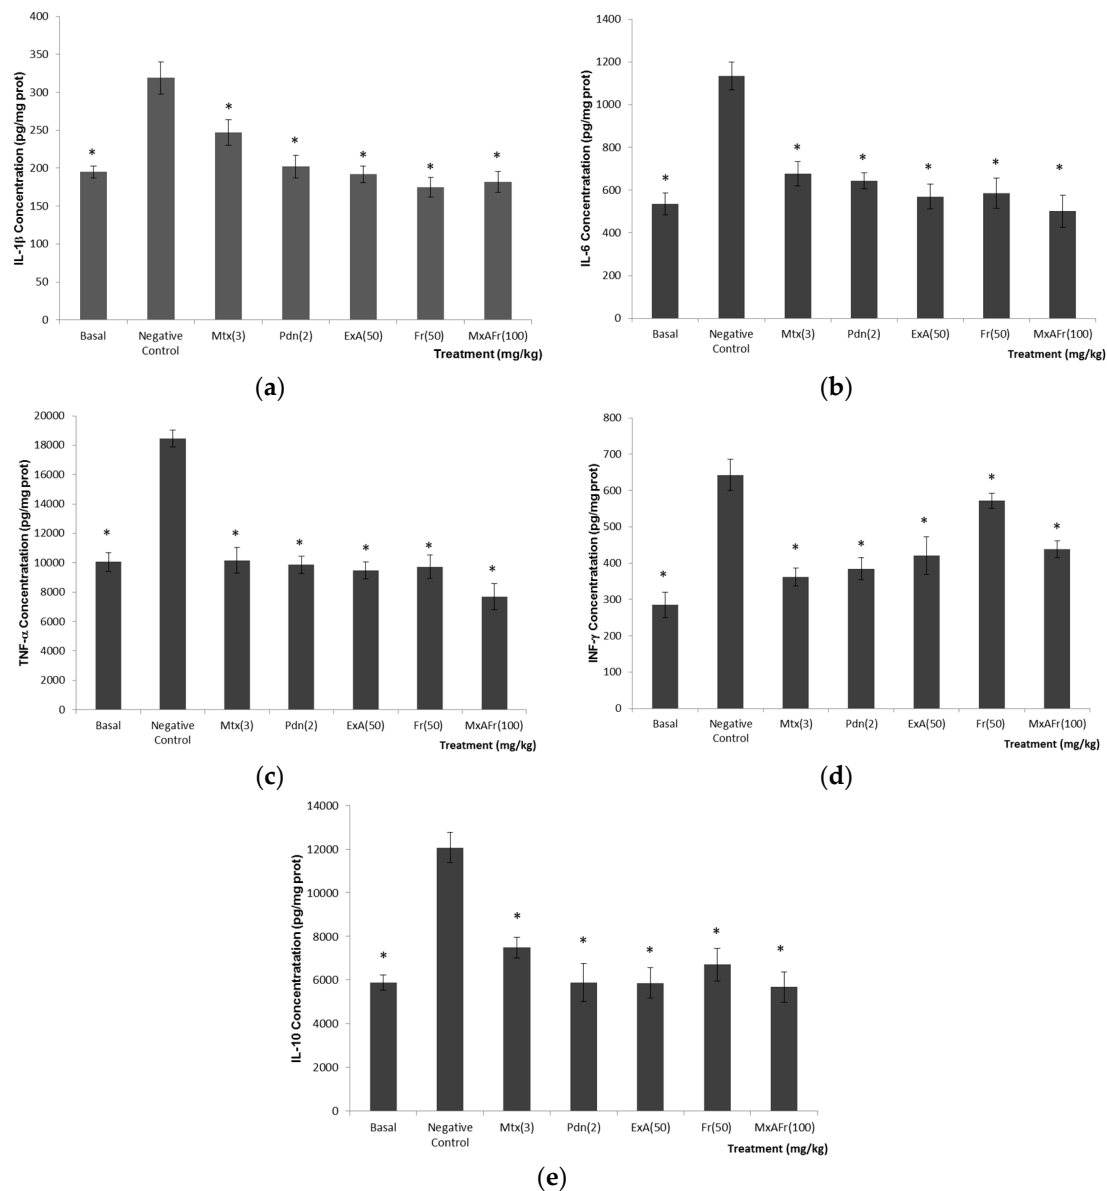 IL-1β Concentratation (pg/mg prot)
400
350
300
250
200
150
100
50
0
* * * * * *
Basal Negative Control Mtx(3) Pdn(2) ExA(50) Fr(50) MxAFr(100)
Treatment (mg/kg)
(a)
IL-6 Concentratation (pg/mg prot)
1400
1200
1000
800
600
400
200
0
* * * * * *
Basal Negative Control Mtx(3) Pdn(2) ExA(50) Fr(50) MxAFr(100)
Treatment (mg/kg)
(b)
TNF-α Concentratation (pg/mg prot)
20000
18000
16000
14000
12000
10000
8000
6000
4000
2000
0
* * * * * *
Basal Negative Control Mtx(3) Pdn(2) ExA(50) Fr(50) MxAFr(100)
Treatment (mg/kg)
(c)
INF-γ Concentratation (pg/mg prot)
800
700
600
500
400
300
200
100
0
* * * * * *
Basal Negative Control Mtx(3) Pdn(2) ExA(50) Fr(50) MxAFr(100)
Treatment (mg/kg)
(d)
IL-10 Concentratation (pg/mg prot)
14000
12000
10000
8000
6000
4000
2000
0
* * * * * *
Basal Negative Control Mtx(3) Pdn(2) ExA(50) Fr(50) MxAFr(100)
Treatment (mg/kg)
(e)